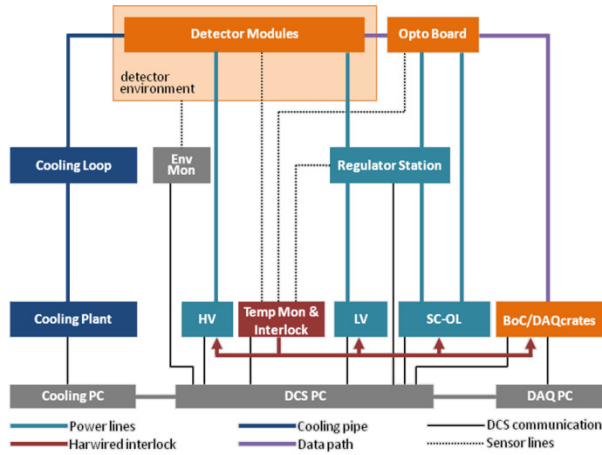 Detector Modules
Opto Board
detector
environment
Cooling Loop
Env
Mon
Regulator Station
Cooling Plant
HV
Temp Mon &
Interlock
LV
SC-OL
BoC/DAQcrates
Cooling PC
DCS PC
DAQ PC
Power lines
Cooling pipe
DCS communication
Harwired interlock
Data path
Sensor lines